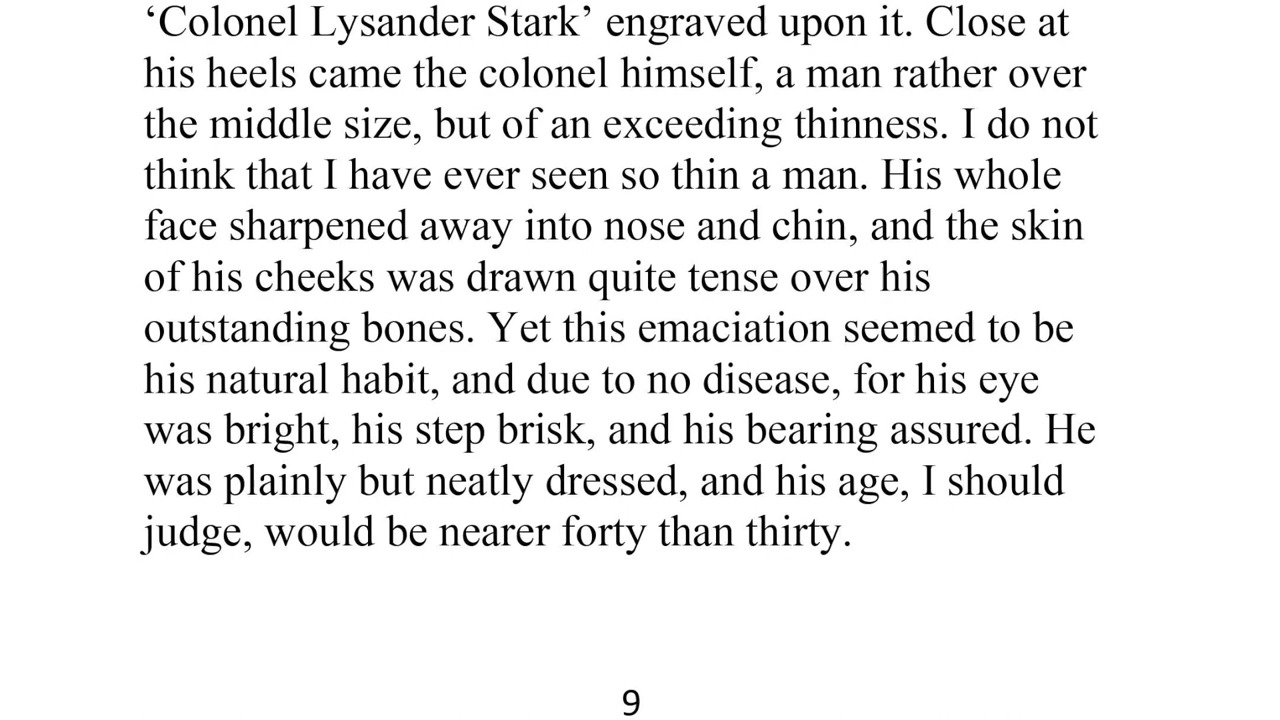 ‘Colonel Lysander Stark’ engraved upon it. Close at
his heels came the colonel himself, a man rather over
the middle size, but of an exceeding thinness. I do not
think that I have ever seen so thin a man. His whole
face sharpened away into nose and chin, and the skin
of his cheeks was drawn quite tense over his
outstanding bones. Yet this emaciation seemed to be
his natural habit, and due to no disease, for his eye
was bright, his step brisk, and his bearing assured. He
was plainly but neatly dressed, and his age, I should
judge, would be nearer forty than thirty.
9